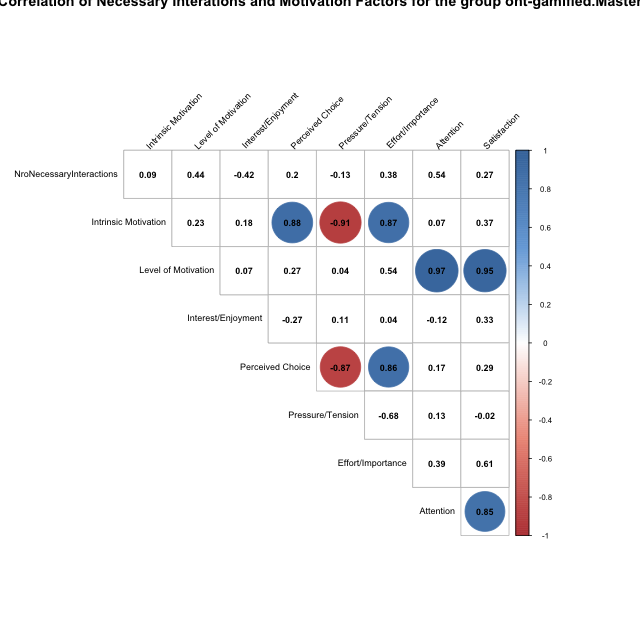 Correlation of Necessary Interations and Motivation Factors for the group ont-gamified.Master
Intrinsic Motivation
Level of Motivation
Interest/Enjoyment
Perceived Choice
Pressure/Tension
Effort/Importance
Attention
Satisfaction
NroNecessaryInteractions 0.09 0.44 -0.42 0.2 -0.13 0.38 0.54 0.27
Intrinsic Motivation 0.23 0.18 0.88 -0.91 0.87 0.07 0.37
Level of Motivation 0.07 0.27 0.04 0.54 0.97 0.95
Interest/Enjoyment -0.27 0.11 0.04 -0.12 0.33
Perceived Choice -0.87 0.86 0.17 0.29
Pressure/Tension -0.68 0.13 -0.02
Effort/Importance 0.39 0.61
Attention 0.85
1
0.8
0.6
0.4
0.2
0
-0.2
-0.4
-0.6
-0.8
-1